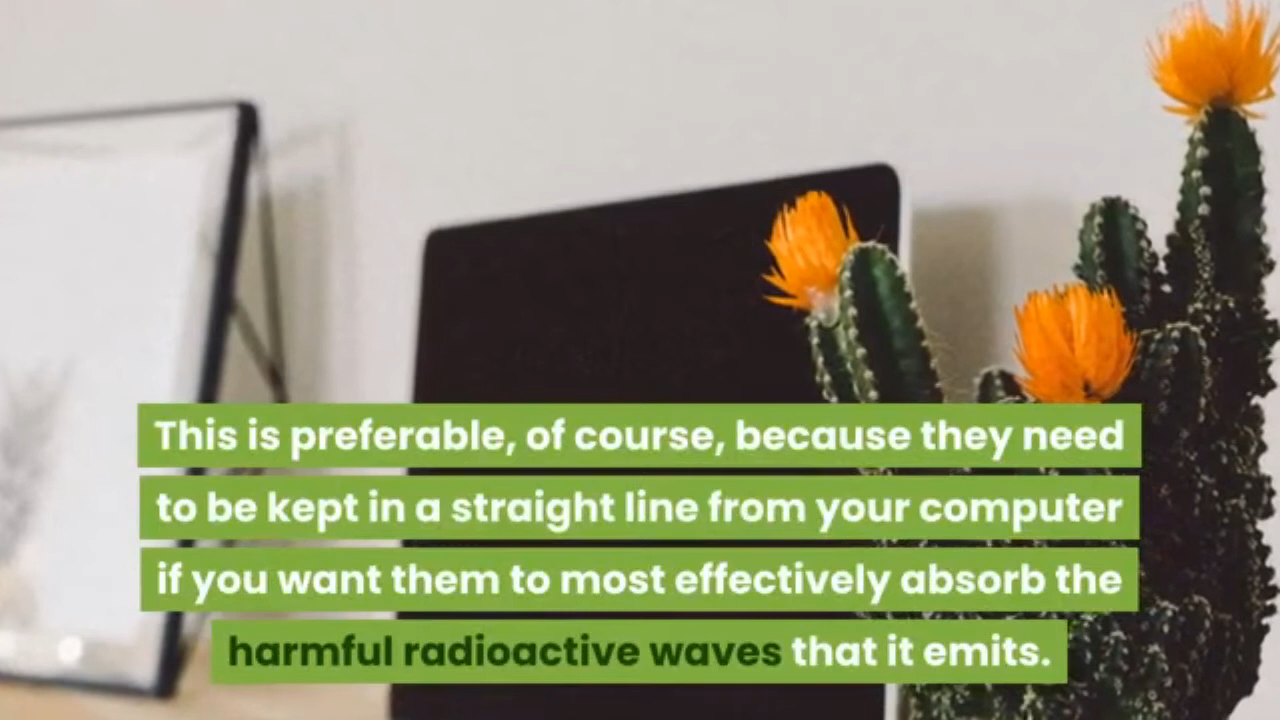 This is preferable, of course, because they need
to be kept in a straight line from your computer
if you want them to most effectively absorb the
harmful radioactive waves that it emits.